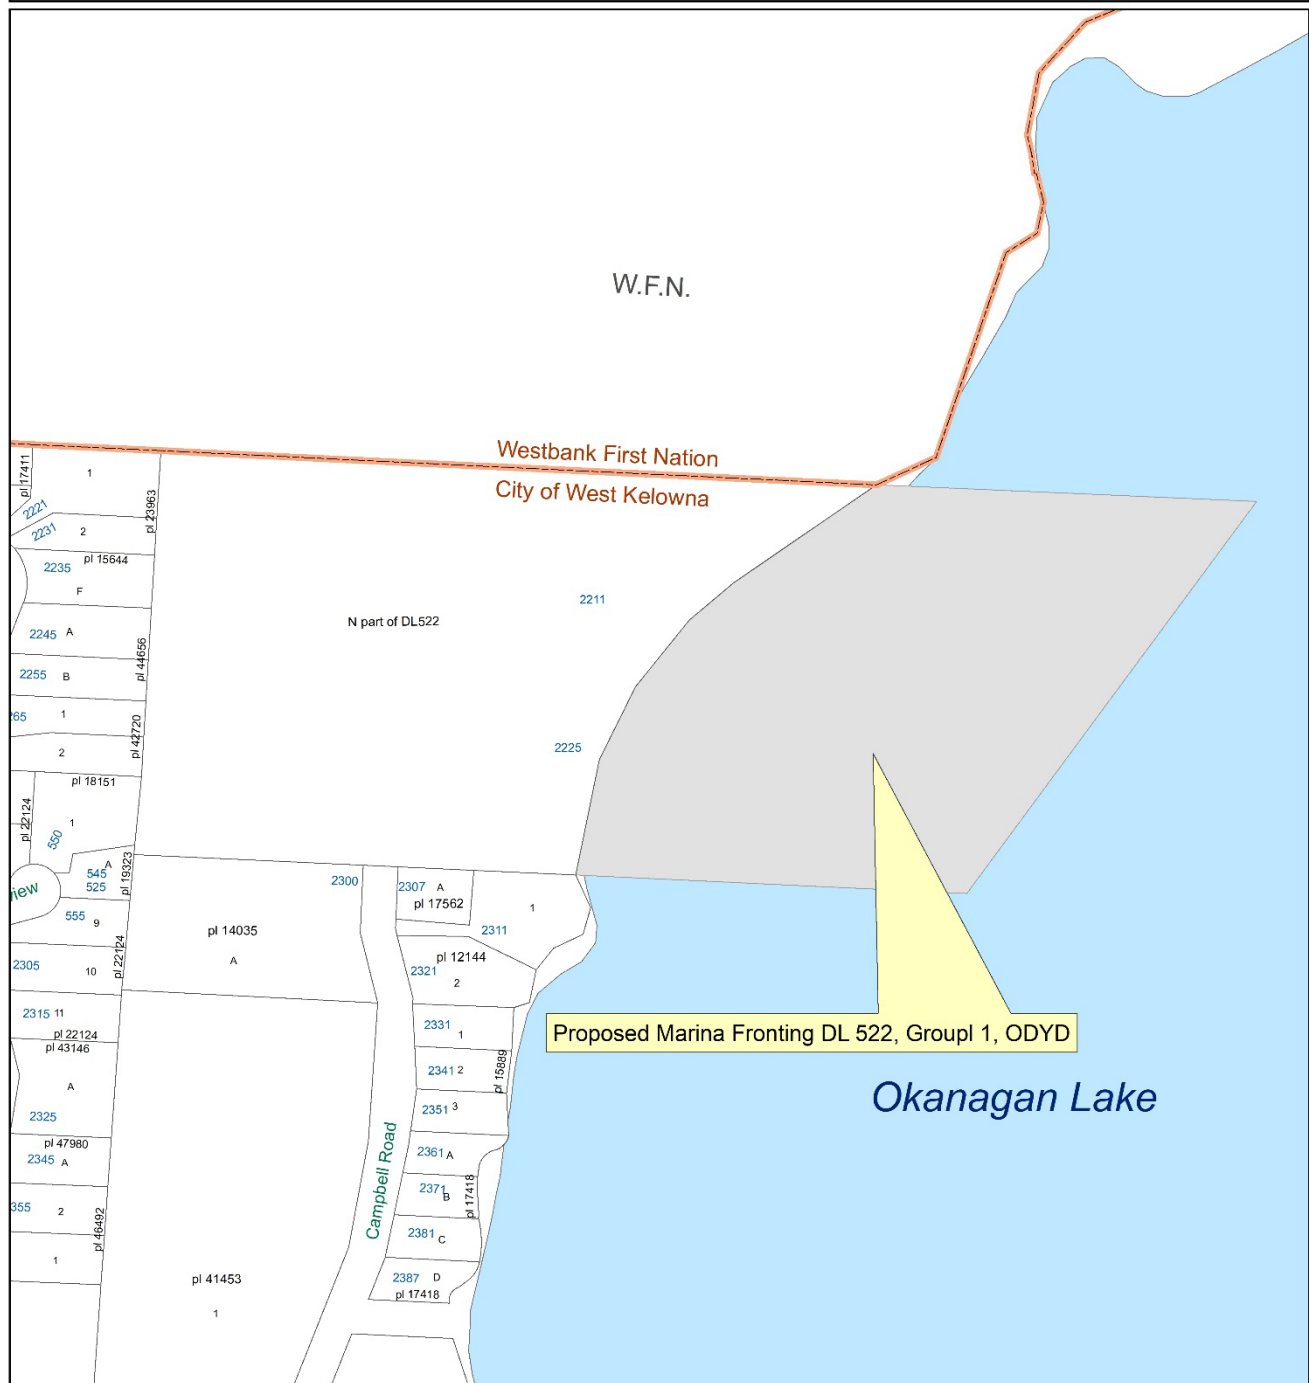 W.F.N.
Westbank First Nation
City of West Kelowna
pl 17411
1
2221
2231
2
pl 23963
pl 15644
2235
F
2245 A
pl 44656
2255 B
265
1
2
pl 42720
pl 18151
pl 22124
1
550
A
545
525
pl 19323
view
555 9
2305
10
pl 22124
2315 11
pl 22124
pl 43146
A
2325
pl 47980
2345 A
355
2
pl 46492
1
N part of DL522
2211
2225
2300
pl 14035
A
2307 A
pl 17562
1
2311
pl 12144
2321
2
2331
1
2341 2
pl 15889
2351 3
2361 A
2371
B
pl 17418
2381 C
2387 D
pl 17418
Campbell Road
pl 41453
1
Proposed Marina Fronting DL 522, Groupl 1, ODYD
Okanagan Lake